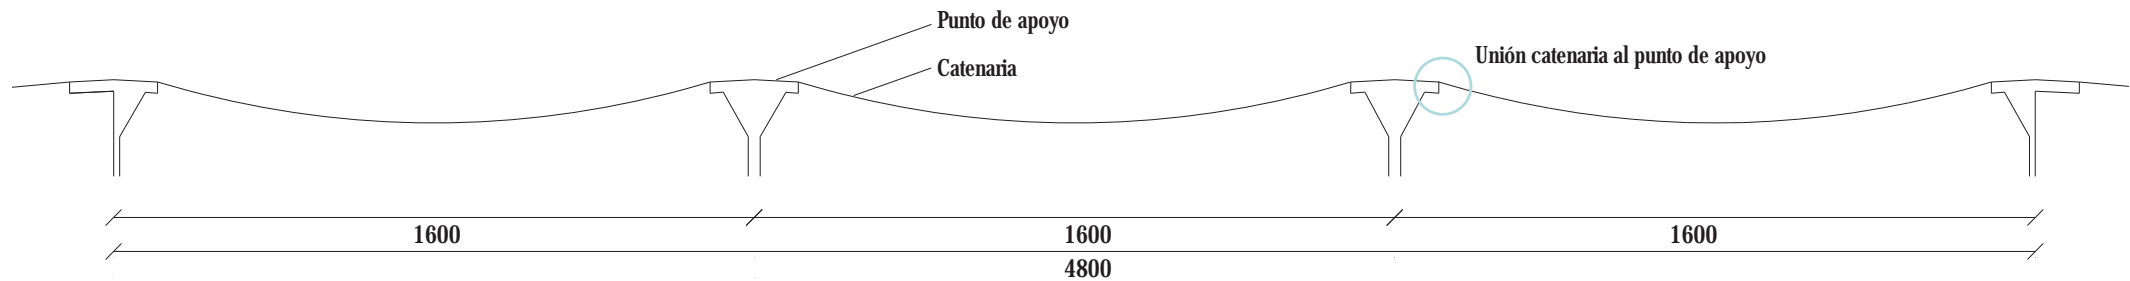 Punto de apoyo
Unión catenaria al punto de apoyo
Catenaria
1600
1600
1600
4800